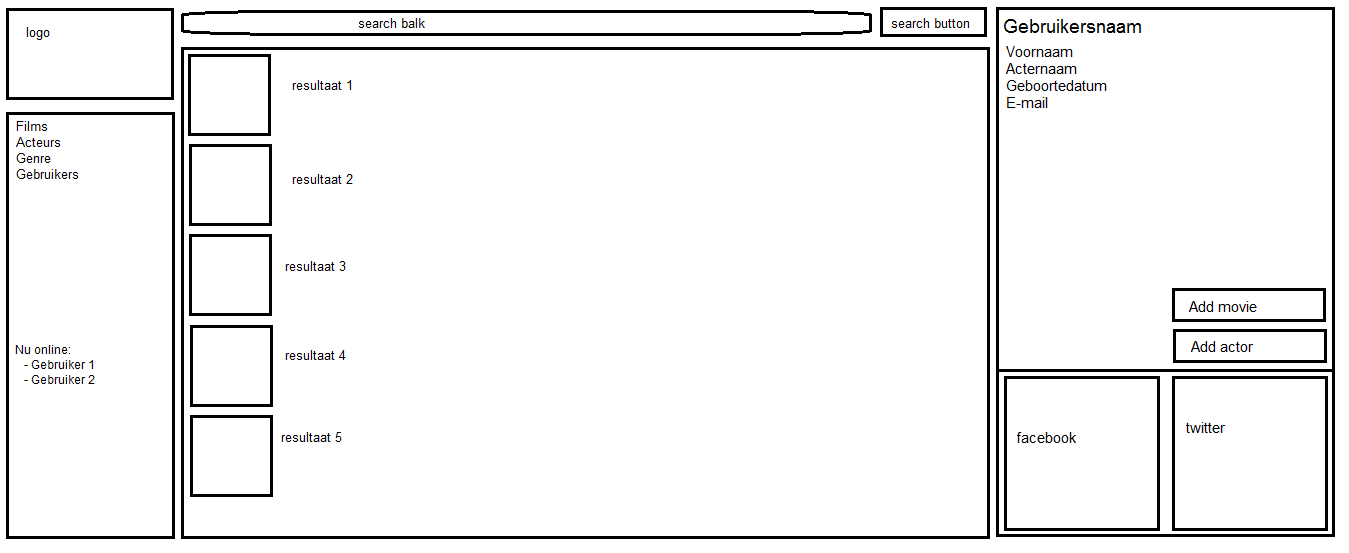 logo
search balk
search button
Films
Acteurs
Genre
Gebruikers
Nu online:
- Gebruiker 1
- Gebruiker 2
resultaat 1
resultaat 2
resultaat 3
resultaat 4
resultaat 5
Gebruikersnaam
Voornaam
Acternaam
Geboortedatum
E-mail
Add movie
Add actor
facebook
twitter